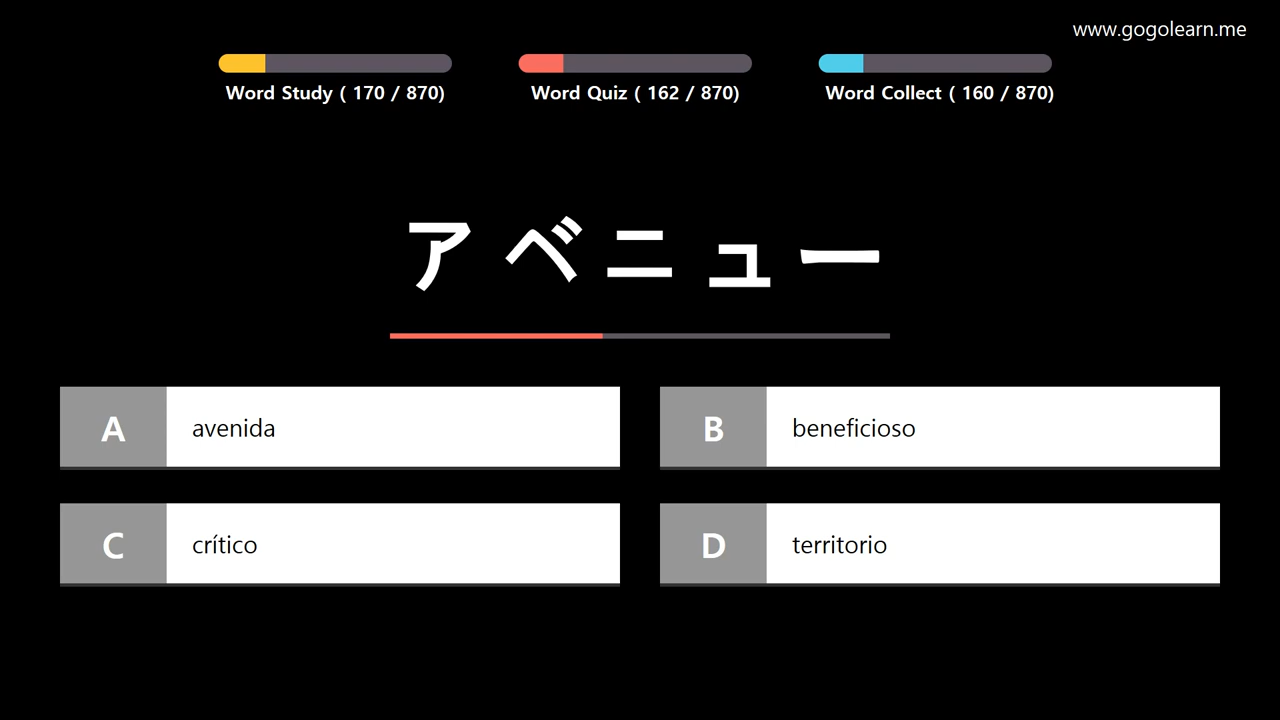 www.gogolearn.me
Word Study ( 170 / 870)
Word Quiz ( 162 / 870)
Word Collect ( 160 / 870)
アベニュー
A avenida
B beneficioso
C crítico
D territorio